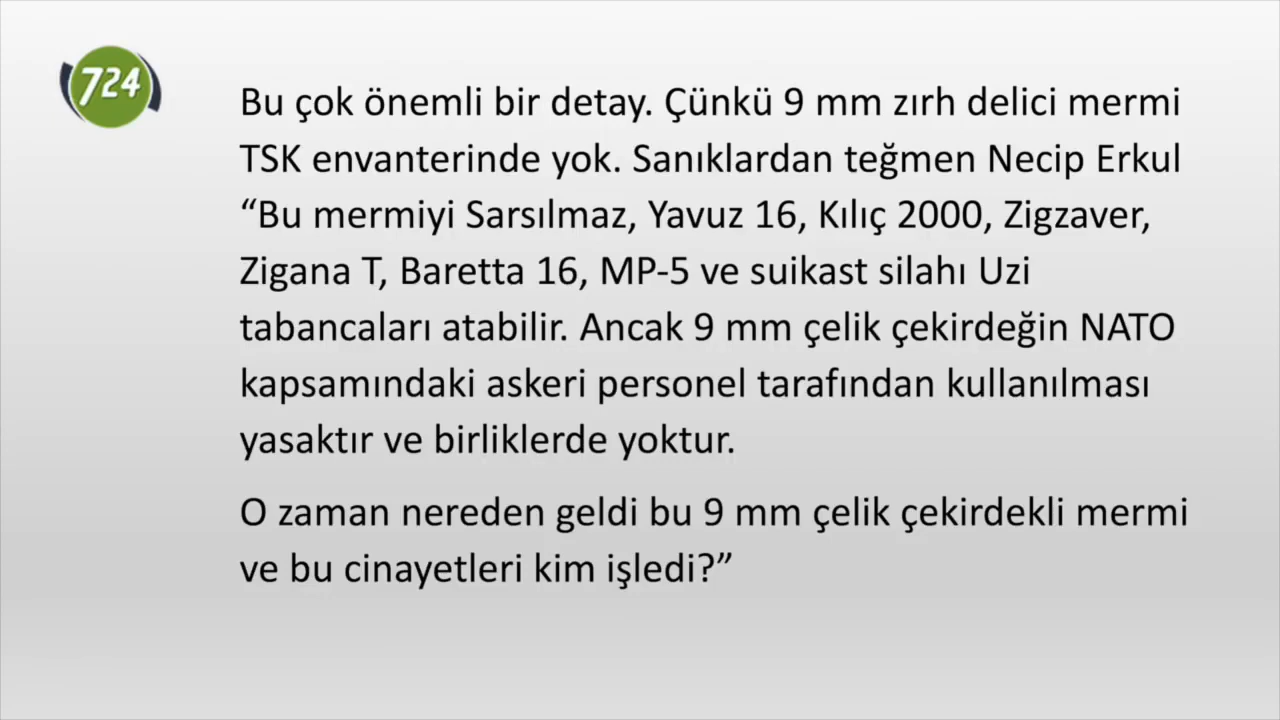 724
Bu çok önemli bir detay. Çünkü 9 mm zırh delici mermi
TSK envanterinde yok. Sanıklardan teğmen Necip Erkul
“Bu mermiyi Sarsılmaz, Yavuz 16, Kılıç 2000, Zigzaver,
Zigana T, Baretta 16, MP-5 ve suikast silahı Uzi
tabancaları atabilir. Ancak 9 mm çelik çekirdeğin NATO
kapsamındaki askeri personel tarafından kullanılması
yasaktır ve birliklerde yoktur.
O zaman nereden geldi bu 9 mm çelik çekirdekli mermi
ve bu cinayetleri kim işledi?”